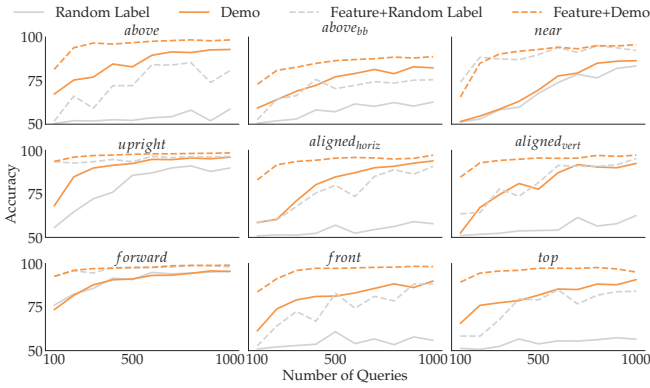 Random Label Demo Feature+Random Label Feature+Demo
above above_bb near
100
75
50
upright aligned_horiz aligned_vert
Accuracy
100
75
50
forward front top
100
75
50
100 500 1000 100 500 1000 100 500 1000
Number of Queries